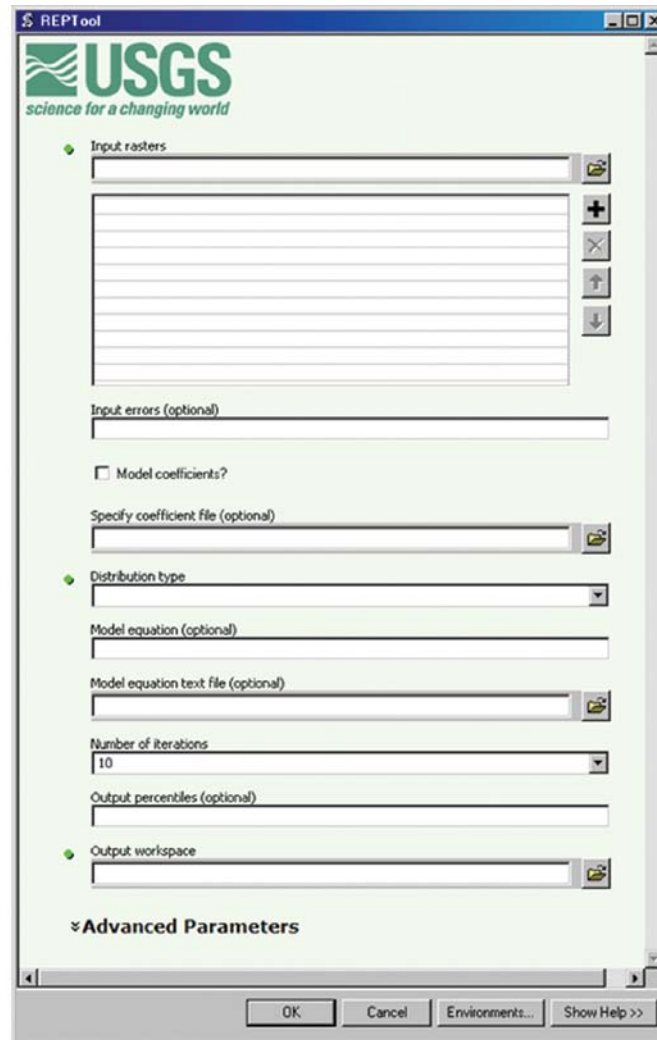 REPTool
USGS
science for a changing world
Input rasters
Input errors (optional)
Model coefficients?
Specify coefficient file (optional)
Distribution type
Model equation (optional)
Model equation text file (optional)
Number of iterations
10
Output percentiles (optional)
Output workspace
Advanced Parameters
OK Cancel Environments... Show Help >>